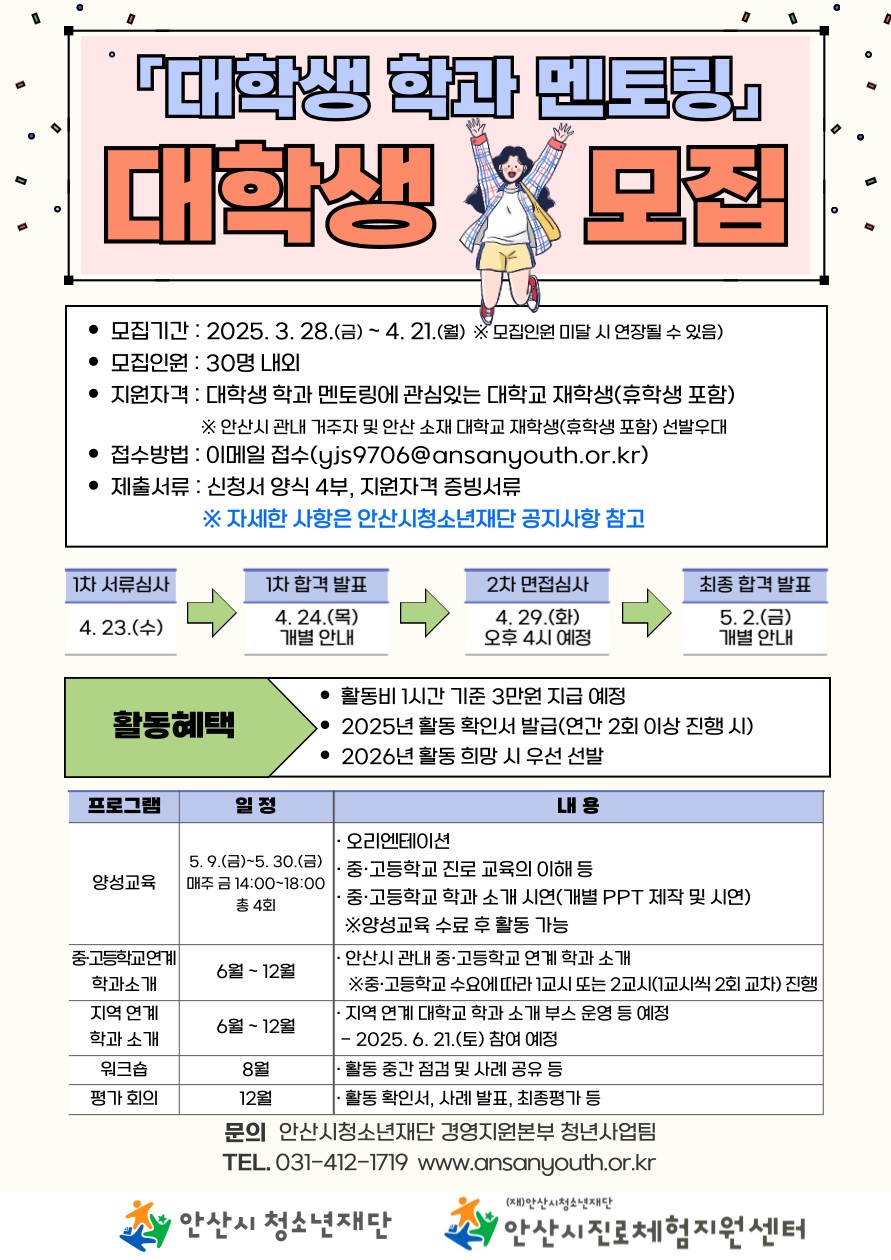 「대학생 학과 멘토링」
대학생 모집
• 모집기간 : 2025. 3. 28.(금) ~ 4. 21.(월) ※ 모집인원 미달 시 연장될 수 있음)
• 모집인원 : 30명 내외
• 지원자격 : 대학생 학과 멘토링에 관심있는 대학교 재학생(휴학생 포함)
※ 안산시 관내 거주자 및 안산 소재 대학교 재학생(휴학생 포함) 선발우대
• 접수방법 : 이메일 접수(yjs9706@ansanyouth.or.kr)
• 제출서류 : 신청서 양식 4부, 지원자격 증빙서류
※ 자세한 사항은 안산시청소년재단 공지사항 참고
1차 서류심사
4. 23.(수)
1차 합격 발표
4. 24.(목)
개별 안내
2차 면접심사
4. 29.(화)
오후 4시 예정
최종 합격 발표
5. 2.(금)
개별 안내
활동혜택
• 활동비 1시간 기준 3만원 지급 예정
• 2025년 활동 확인서 발급(연간 2회 이상 진행 시)
• 2026년 활동 희망 시 우선 선발
프로그램 일 정 내 용
양성교육
5. 9.(금)~5. 30.(금)
매주 금 14:00~18:00
총 4회
· 오리엔테이션
· 중·고등학교 진로 교육의 이해 등
· 중·고등학교 학과 소개 시연(개별 PPT 제작 및 시연)
※양성교육 수료 후 활동 가능
중·고등학교연계
학과소개
6월 ~ 12월
· 안산시 관내 중·고등학교 연계 학과 소개
※중·고등학교 수요에 따라 1교시 또는 2교시(1교시씩 2회 교차) 진행
지역 연계
학과 소개
6월 ~ 12월
· 지역 연계 대학교 학과 소개 부스 운영 등 예정
- 2025. 6. 21.(토) 참여 예정
워크숍 8월 · 활동 중간 점검 및 사례 공유 등
평가 회의 12월 · 활동 확인서, 사례 발표, 최종평가 등
문의 안산시청소년재단 경영지원본부 청년사업팀
TEL. 031-412-1719 www.ansanyouth.or.kr
안산시 청소년재단
(재)안산시청소년재단
안산시진로체험지원센터